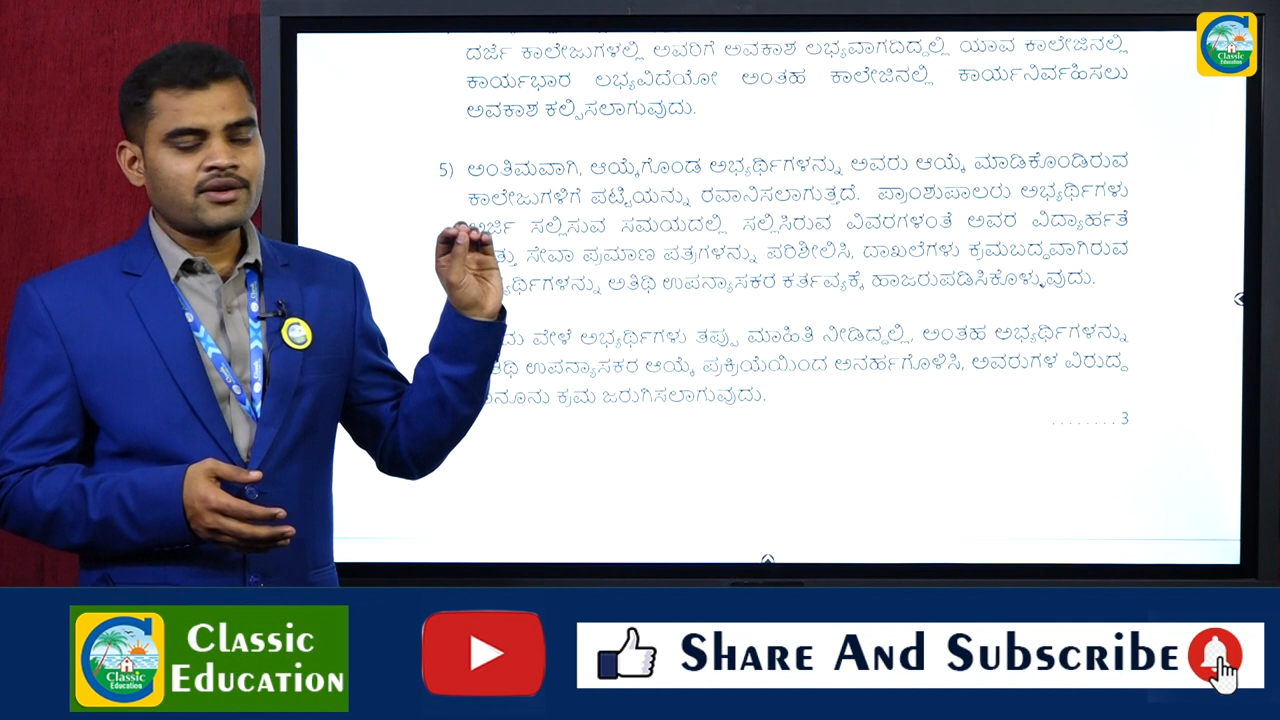 Classic
Education
ದರ್ಜೆ ಕಾಲೇಜುಗಳಲ್ಲಿ ಅವರಿಗೆ ಅವಕಾಶ ಲಭ್ಯವಾಗದಿದ್ದಲ್ಲಿ ಯಾವ ಕಾಲೇಜಿನಲ್ಲಿ
ಕಾರ್ಯಭಾರ ಲಭ್ಯವಿದೆಯೋ ಅಂತಹ ಕಾಲೇಜಿನಲ್ಲಿ ಕಾರ್ಯನಿರ್ವಹಿಸಲು
ಅವಕಾಶ ಕಲ್ಪಿಸಲಾಗುವುದು.
5) ಅಂತಿಮವಾಗಿ, ಆಯ್ಕೆಗೊಂಡ ಅಭ್ಯರ್ಥಿಗಳನ್ನು ಅವರು ಆಯ್ಕೆ ಮಾಡಿಕೊಂಡಿರುವ
ಕಾಲೇಜುಗಳಿಗೆ ಪಟ್ಟಿಯನ್ನು ರವಾನಿಸಲಾಗುತ್ತದೆ. ಪ್ರಾಂಶುಪಾಲರು ಅಭ್ಯರ್ಥಿಗಳು
ಸಲ್ಲಿಸುವ ಸಮಯದಲ್ಲಿ ಸಲ್ಲಿಸಿರುವ ವಿವರಗಳಂತೆ ಅವರ ವಿದ್ಯಾರ್ಹತೆ
ಸೇವಾ ಪ್ರಮಾಣ ಪತ್ರಗಳನ್ನು ಪರಿಶೀಲಿಸಿ, ದಾಖಲೆಗಳು ಕ್ರಮಬದ್ಧವಾಗಿರುವ
ಅತಿಥಿ ಉಪನ್ಯಾಸಕರ ಕರ್ತವ್ಯಕ್ಕೆ ಹಾಜರುಪಡಿಸಿಕೊಳ್ಳುವುದು.
ವೇಳೆ ಅಭ್ಯರ್ಥಿಗಳು ತಪ್ಪು ಮಾಹಿತಿ ನೀಡಿದ್ದಲ್ಲಿ, ಅಂತಹ ಅಭ್ಯರ್ಥಿಗಳನ್ನು
ಉಪನ್ಯಾಸಕರ ಆಯ್ಕೆ ಪ್ರಕ್ರಿಯೆಯಿಂದ ಅನರ್ಹಗೊಳಿಸಿ, ಅವರುಗಳ ವಿರುದ್ಧ
ಕ್ರಮ ಜರುಗಿಸಲಾಗುವುದು.
. . . . . . . . 3
Classic
Education
Classic
Education
Share And Subscribe